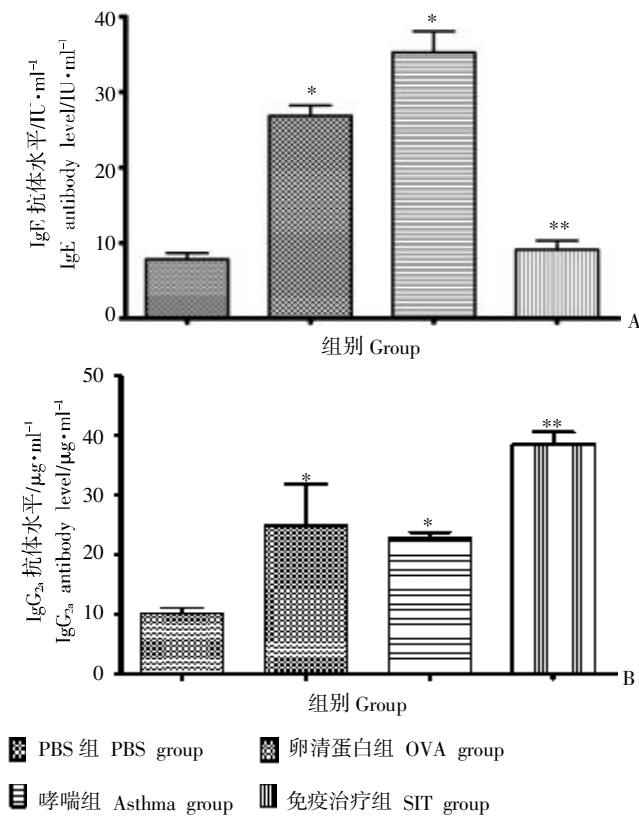 IgE 抗体水平/IU·ml⁻¹
IgE antibody level/IU·ml⁻¹
40
30
20
10
0
*
*
**
组别 Group
A
IgG₂ₐ 抗体水平/μg·ml⁻¹
IgG₂ₐ antibody level/μg·ml⁻¹
50
40
30
20
10
0
*
*
**
组别 Group
B
PBS 组 PBS group
卵清蛋白组 OVA group
哮喘组 Asthma group
免疫治疗组 SIT group